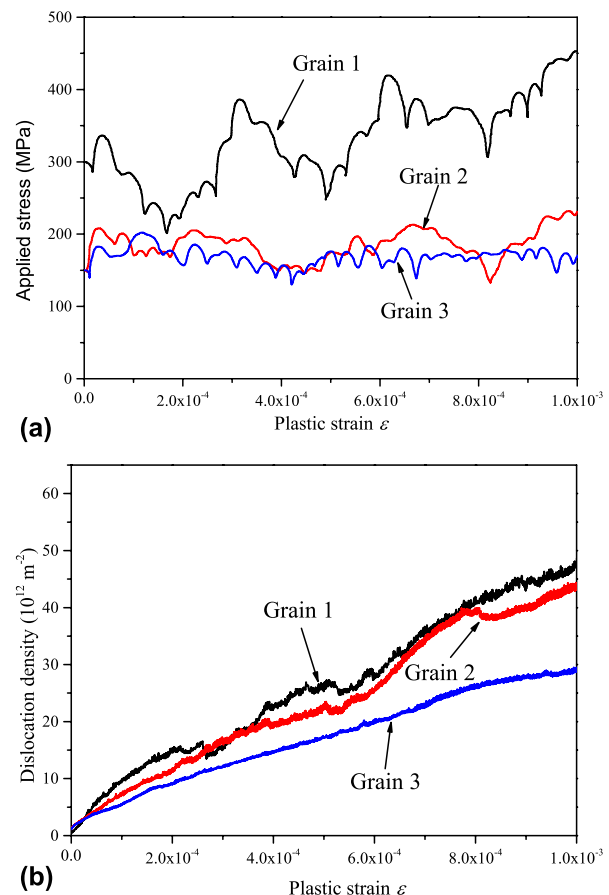 500
400
300
200
100
0
Applied stress (MPa)
Grain 1
Grain 2
Grain 3
0.0 2.0x10⁻⁴ 4.0x10⁻⁴ 6.0x10⁻⁴ 8.0x10⁻⁴ 1.0x10⁻³
Plastic strain ε
(a)
60
50
40
30
20
10
0
Dislocation density (10¹² m⁻²)
Grain 1
Grain 2
Grain 3
0.0 2.0x10⁻⁴ 4.0x10⁻⁴ 6.0x10⁻⁴ 8.0x10⁻⁴ 1.0x10⁻³
Plastic strain ε
(b)